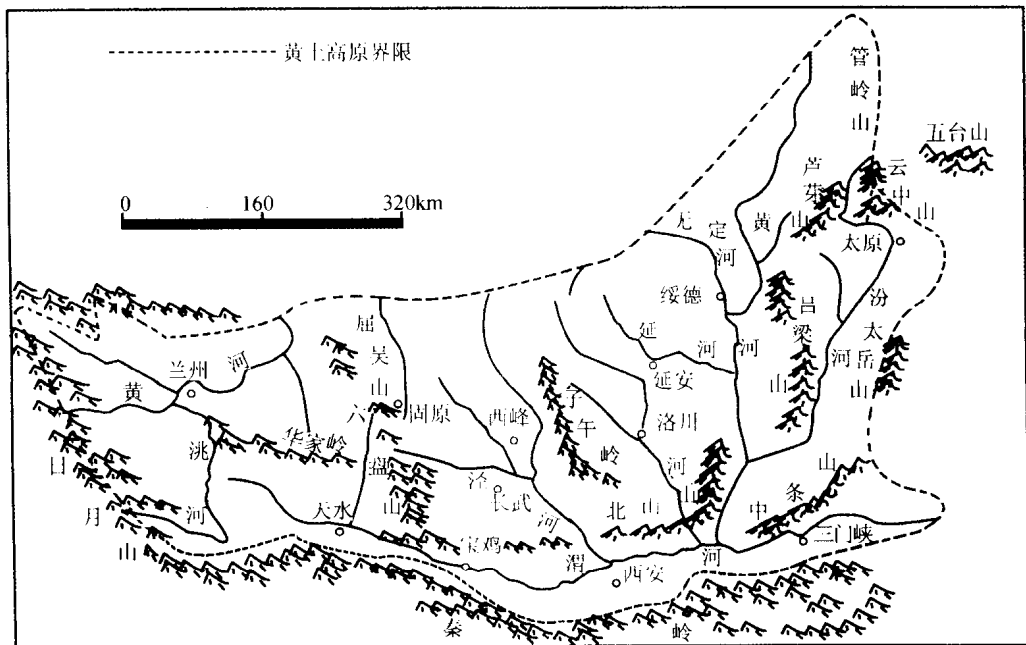 黄土高原界限
0 160 320km
管岭山
五台山
芦芽山
云中山
太原
无定河
黄河
绥德
吕梁山
汾河
太岳山
延河
延安
屈吴山
兰州
黄河
六盘山
固原
西峰
子午岭
洛川
河
华家岭
洮河
日月山
泾河
长武
北山
山
中条山
天水
宝鸡
渭河
西安
三门峡
秦岭